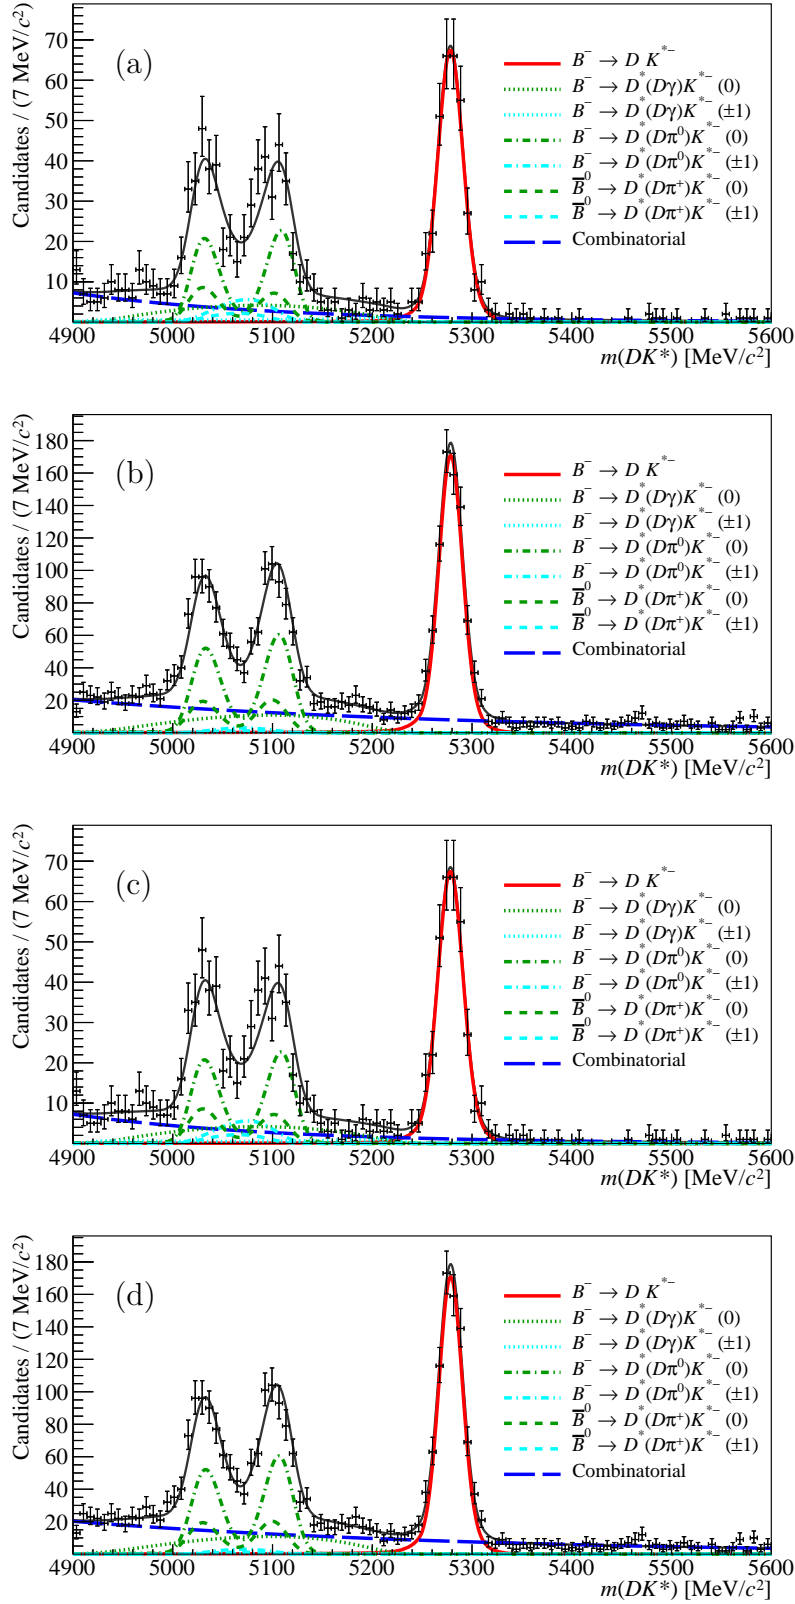 Candidates / (7 MeV/c²)
(a)
70
60
50
40
30
20
10
B⁻ → D K*⁻
B⁻ → D*(Dγ)K*⁻ (0)
B⁻ → D*(Dγ)K*⁻ (±1)
B⁻ → D*(Dπ⁰)K*⁻ (0)
B⁻ → D*(Dπ⁰)K*⁻ (±1)
B̅⁰ → D*(Dπ⁺)K*⁻ (0)
B̅⁰ → D*(Dπ⁺)K*⁻ (±1)
Combinatorial
4900 5000 5100 5200 5300 5400 5500 5600
m(DK*) [MeV/c²]
Candidates / (7 MeV/c²)
(b)
180
160
140
120
100
80
60
40
20
B⁻ → D K*⁻
B⁻ → D*(Dγ)K*⁻ (0)
B⁻ → D*(Dγ)K*⁻ (±1)
B⁻ → D*(Dπ⁰)K*⁻ (0)
B⁻ → D*(Dπ⁰)K*⁻ (±1)
B̅⁰ → D*(Dπ⁺)K*⁻ (0)
B̅⁰ → D*(Dπ⁺)K*⁻ (±1)
Combinatorial
4900 5000 5100 5200 5300 5400 5500 5600
m(DK*) [MeV/c²]
Candidates / (7 MeV/c²)
(c)
70
60
50
40
30
20
10
B⁻ → D K*⁻
B⁻ → D*(Dγ)K*⁻ (0)
B⁻ → D*(Dγ)K*⁻ (±1)
B⁻ → D*(Dπ⁰)K*⁻ (0)
B⁻ → D*(Dπ⁰)K*⁻ (±1)
B̅⁰ → D*(Dπ⁺)K*⁻ (0)
B̅⁰ → D*(Dπ⁺)K*⁻ (±1)
Combinatorial
4900 5000 5100 5200 5300 5400 5500 5600
m(DK*) [MeV/c²]
Candidates / (7 MeV/c²)
(d)
180
160
140
120
100
80
60
40
20
B⁻ → D K*⁻
B⁻ → D*(Dγ)K*⁻ (0)
B⁻ → D*(Dγ)K*⁻ (±1)
B⁻ → D*(Dπ⁰)K*⁻ (0)
B⁻ → D*(Dπ⁰)K*⁻ (±1)
B̅⁰ → D*(Dπ⁺)K*⁻ (0)
B̅⁰ → D*(Dπ⁺)K*⁻ (±1)
Combinatorial
4900 5000 5100 5200 5300 5400 5500 5600
m(DK*) [MeV/c²]